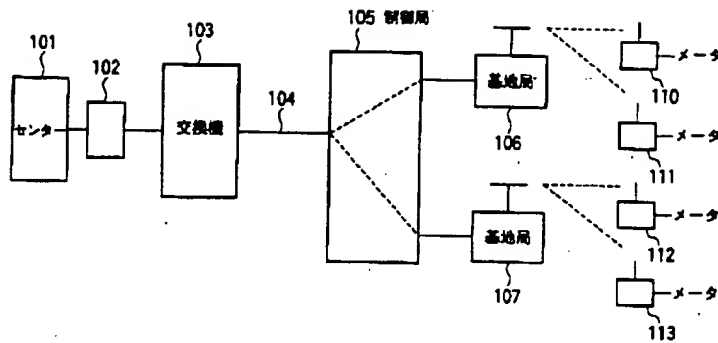 101
センタ
102
103
交換機
104
105 制御局
基地局
106
基地局
107
110
メータ
111
メータ
112
メータ
113
メータ